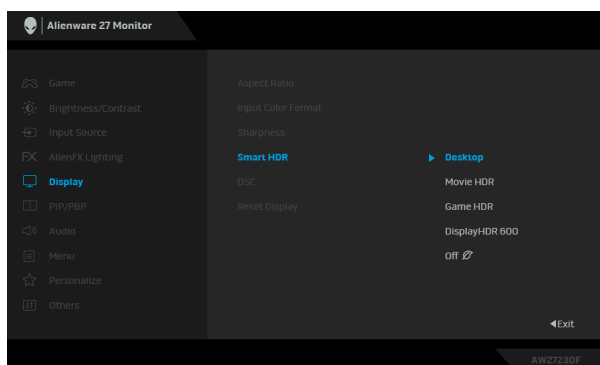 Alienware 27 Monitor
Game
Brightness/Contrast
Input Source
FX AlienFX Lighting
Display
PIP/PBP
Audio
Menu
Personalize
Others
Aspect Ratio
Input Color Format
Sharpness
Smart HDR
DSC
Reset Display
Desktop
Movie HDR
Game HDR
DisplayHDR 600
Off
Exit
AW2723DF